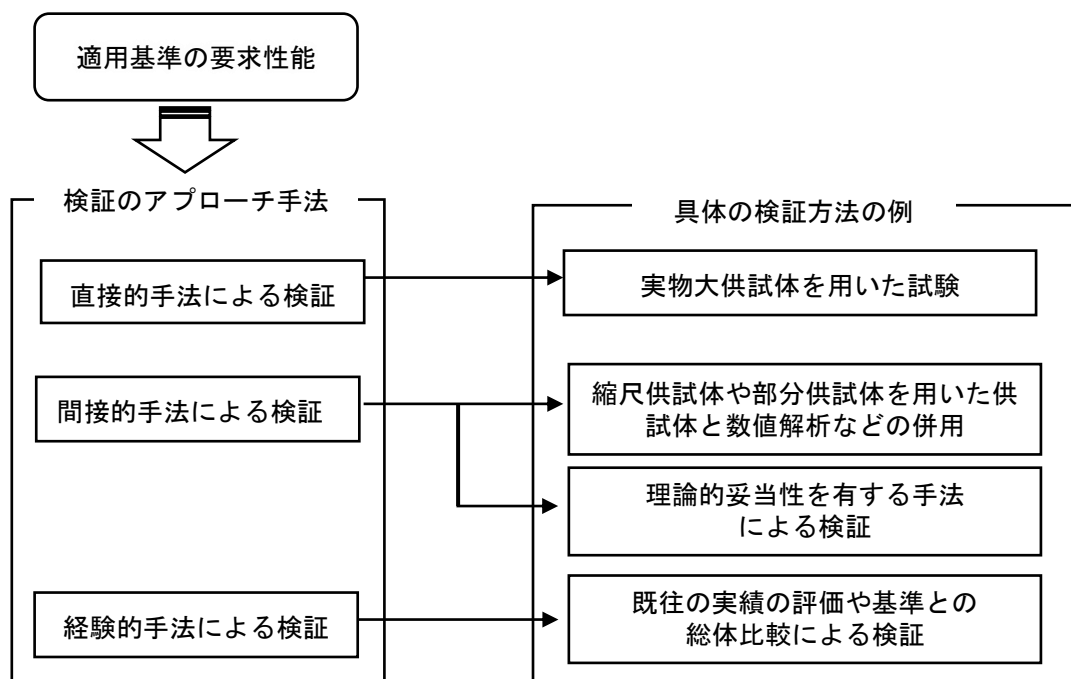 適用基準の要求性能
検証のアプローチ手法
具体の検証方法の例
直接的手法による検証
実物大供試体を用いた試験
間接的手法による検証
縮尺供試体や部分供試体を用いた供
試体と数値解析などの併用
理論的妥当性を有する手法
による検証
経験的手法による検証
既往の実績の評価や基準との
総体比較による検証